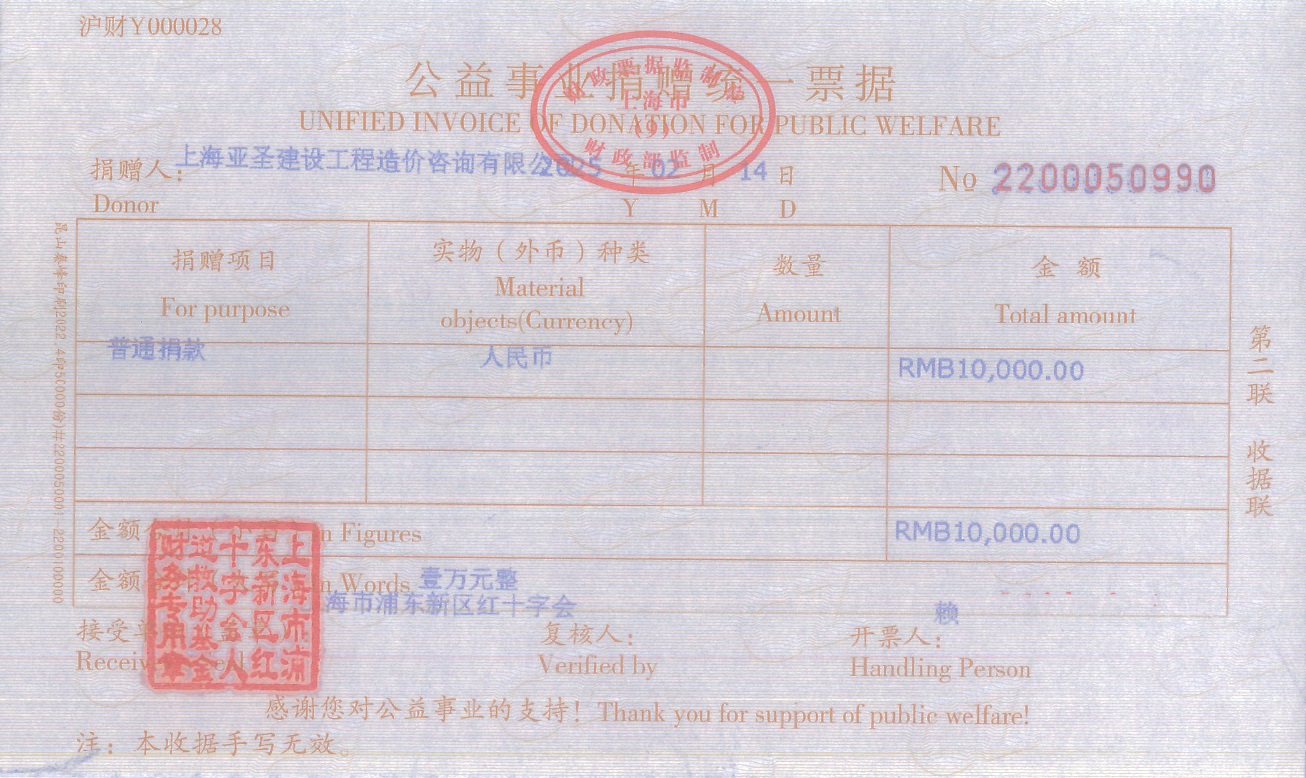 沪财Y000028
公益事业捐赠统一票据
UNIFIED INVOICE OF DONATION FOR PUBLIC WELFARE
财政票据监制章
上海市
(9)
财政部监制
捐赠人: 上海亚圣建设工程造价咨询有限公 2025 年 02 月 14 日
Donor Y M D
No 2200050990
捐赠项目 实物(外币)种类 数量 金 额
For purpose Material objects(Currency) Amount Total amount
普通捐款 人民币 RMB10,000.00
金额 In Figures RMB10,000.00
金额 In Words 壹万元整
海市浦东新区红十字会 赖
接受单 复核人: 开票人:
Verified by Handling Person
上海市浦
东新区红
十字会人
道救助基金
财务专用章
感谢您对公益事业的支持! Thank you for support of public welfare!
注: 本收据手写无效。
第二联 收据联